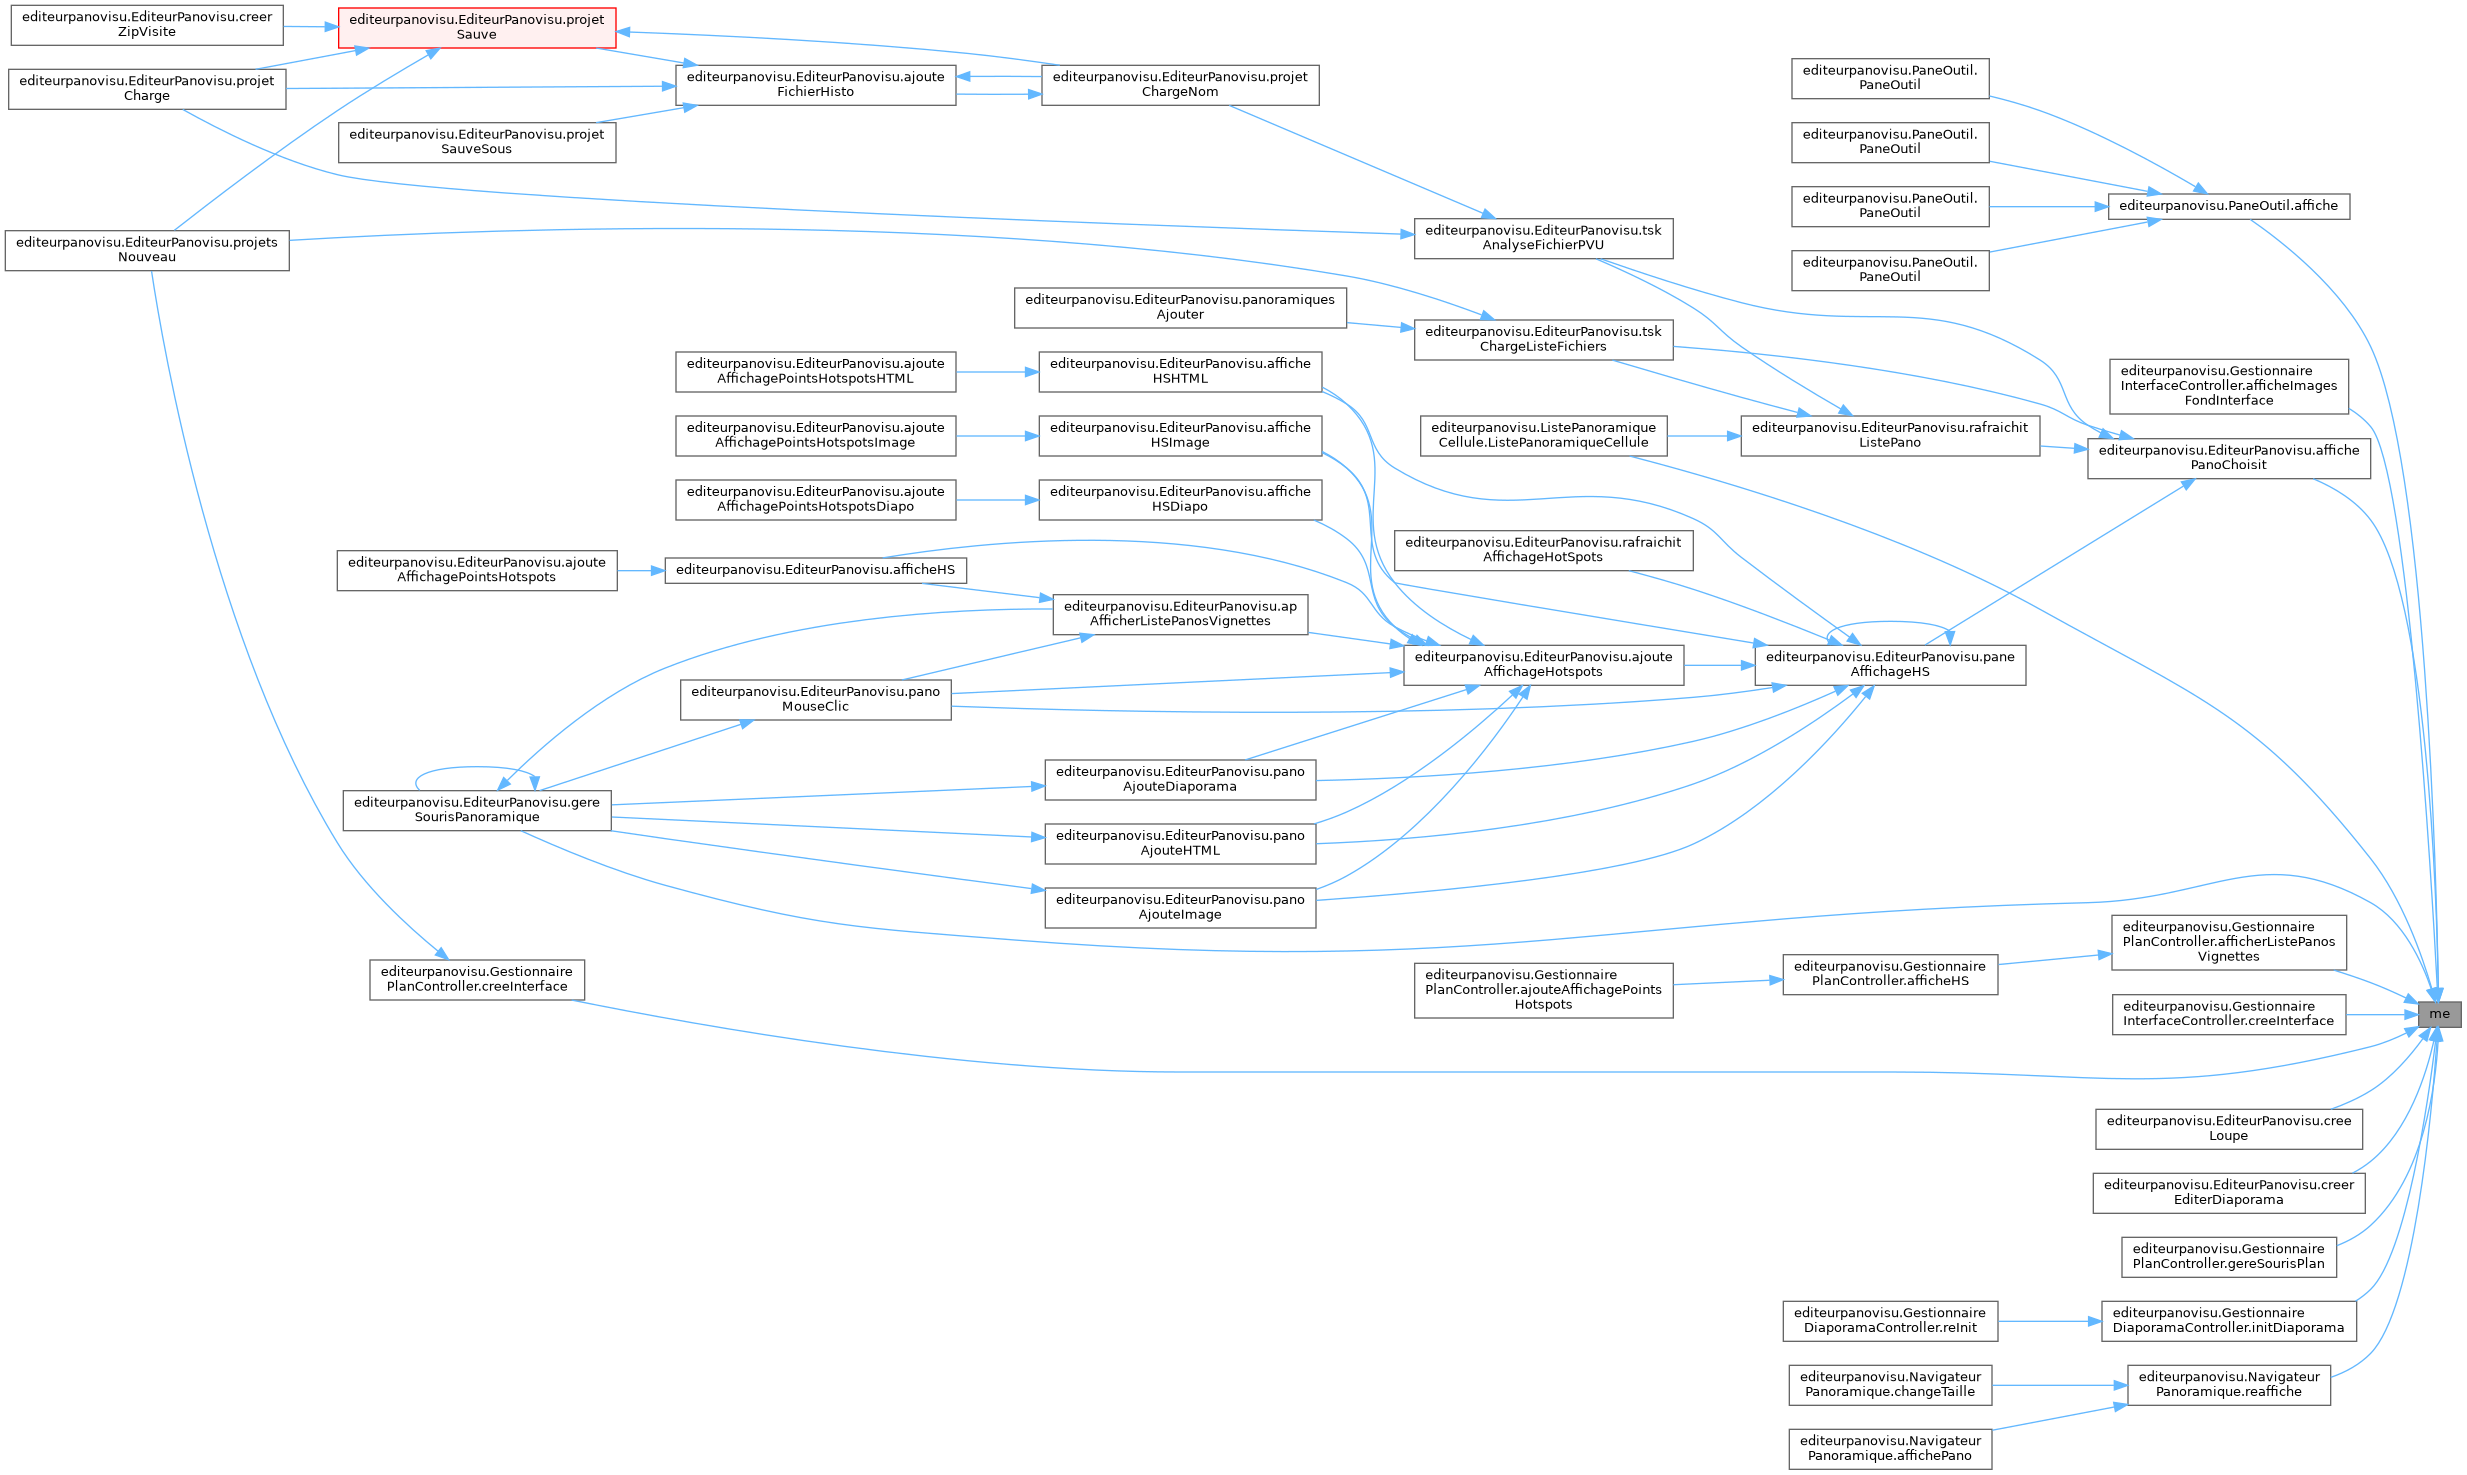 editeurpanovisu.EditeurPanovisu.creer
ZipVisite
editeurpanovisu.EditeurPanovisu.projet
Sauve
editeurpanovisu.EditeurPanovisu.projet
Charge
editeurpanovisu.EditeurPanovisu.ajoute
FichierHisto
editeurpanovisu.EditeurPanovisu.projet
ChargeNom
editeurpanovisu.EditeurPanovisu.projet
SauveSous
editeurpanovisu.EditeurPanovisu.projets
Nouveau
editeurpanovisu.PaneOutil.
PaneOutil
editeurpanovisu.PaneOutil.
PaneOutil
editeurpanovisu.PaneOutil.
PaneOutil
editeurpanovisu.PaneOutil.
PaneOutil
editeurpanovisu.PaneOutil.affiche
editeurpanovisu.EditeurPanovisu.tsk
AnalyseFichierPVU
editeurpanovisu.EditeurPanovisu.panoramiques
Ajouter
editeurpanovisu.EditeurPanovisu.tsk
ChargeListeFichiers
editeurpanovisu.EditeurPanovisu.ajoute
AffichagePointsHotspotsHTML
editeurpanovisu.EditeurPanovisu.affiche
HSHTML
editeurpanovisu.Gestionnaire
InterfaceController.afficheImages
FondInterface
editeurpanovisu.EditeurPanovisu.ajoute
AffichagePointsHotspotsImage
editeurpanovisu.EditeurPanovisu.affiche
HSImage
editeurpanovisu.ListePanoramique
Cellule.ListePanoramiqueCellule
editeurpanovisu.EditeurPanovisu.rafraichit
ListePano
editeurpanovisu.EditeurPanovisu.affiche
PanoChoisit
editeurpanovisu.EditeurPanovisu.ajoute
AffichagePointsHotspotsDiapo
editeurpanovisu.EditeurPanovisu.affiche
HSDiapo
editeurpanovisu.EditeurPanovisu.rafraichit
AffichageHotSpots
editeurpanovisu.EditeurPanovisu.ajoute
AffichagePointsHotspots
editeurpanovisu.EditeurPanovisu.afficheHS
editeurpanovisu.EditeurPanovisu.ap
AfficherListePanosVignettes
editeurpanovisu.EditeurPanovisu.ajoute
AffichageHotspots
editeurpanovisu.EditeurPanovisu.pane
AffichageHS
editeurpanovisu.EditeurPanovisu.pano
MouseClic
editeurpanovisu.EditeurPanovisu.pano
AjouteDiaporama
editeurpanovisu.EditeurPanovisu.gere
SourisPanoramique
editeurpanovisu.EditeurPanovisu.pano
AjouteHTML
editeurpanovisu.EditeurPanovisu.pano
AjouteImage
editeurpanovisu.Gestionnaire
PlanController.creeInterface
editeurpanovisu.Gestionnaire
PlanController.ajouteAffichagePoints
Hotspots
editeurpanovisu.Gestionnaire
PlanController.afficheHS
editeurpanovisu.Gestionnaire
PlanController.afficherListePanos
Vignettes
editeurpanovisu.Gestionnaire
InterfaceController.creeInterface
me
editeurpanovisu.EditeurPanovisu.cree
Loupe
editeurpanovisu.EditeurPanovisu.creer
EditerDiaporama
editeurpanovisu.Gestionnaire
PlanController.gereSourisPlan
editeurpanovisu.Gestionnaire
DiaporamaController.reInit
editeurpanovisu.Gestionnaire
DiaporamaController.initDiaporama
editeurpanovisu.Navigateur
Panoramique.changeTaille
editeurpanovisu.Navigateur
Panoramique.reaffiche
editeurpanovisu.Navigateur
Panoramique.affichePano